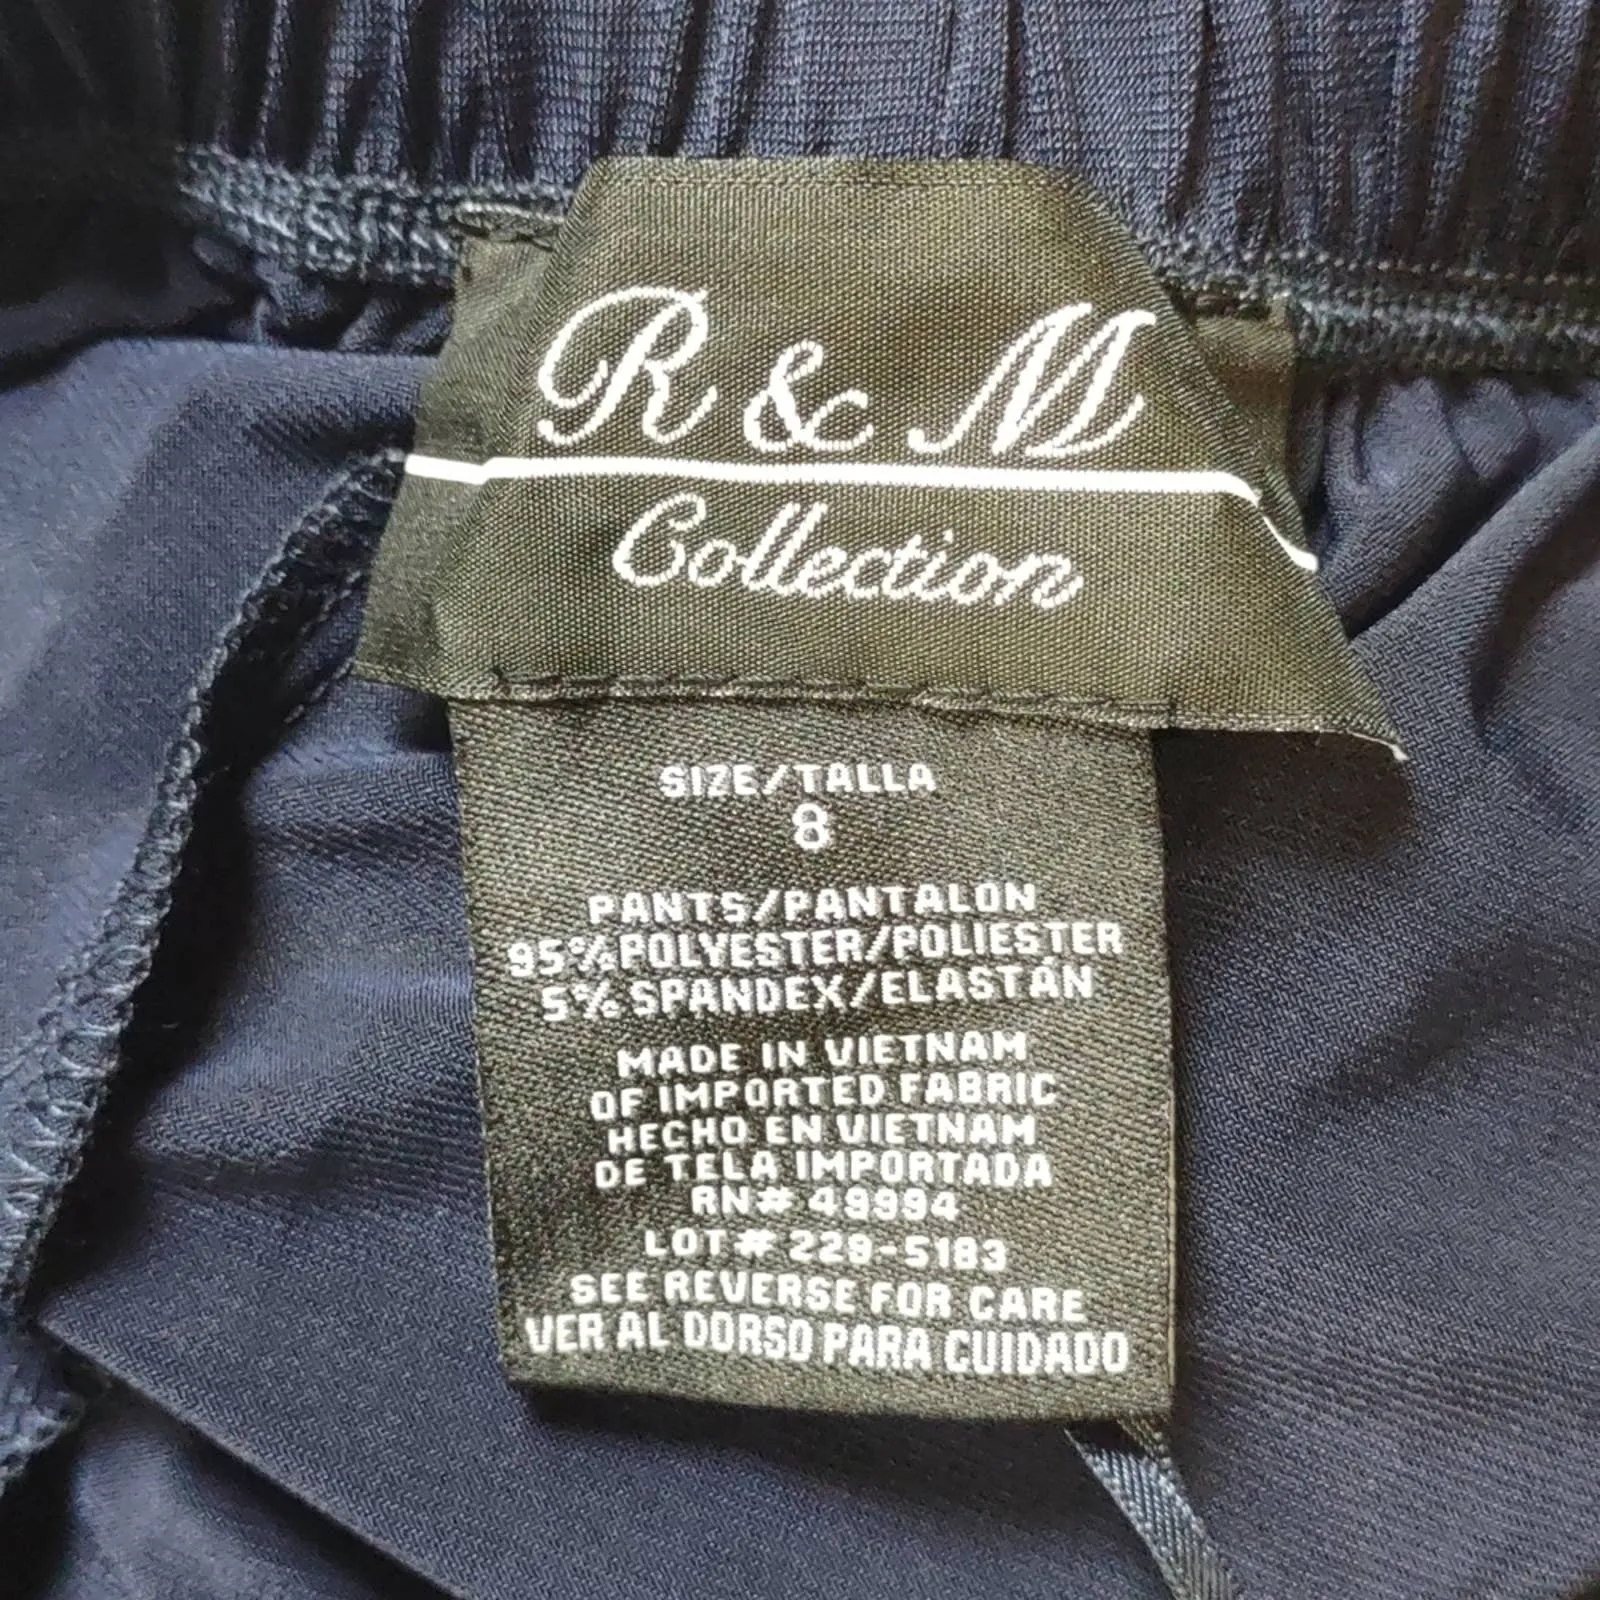 R & M
Collection
SIZE/TALLA
8
PANTS/PANTALON
95% POLYESTER/POLIESTER
5% SPANDEX/ELASTÁN
MADE IN VIETNAM
OF IMPORTED FABRIC
HECHO EN VIETNAM
DE TELA IMPORTADA
RN# 49994
LOT# 229-5183
SEE REVERSE FOR CARE
VER AL DORSO PARA CUIDADO